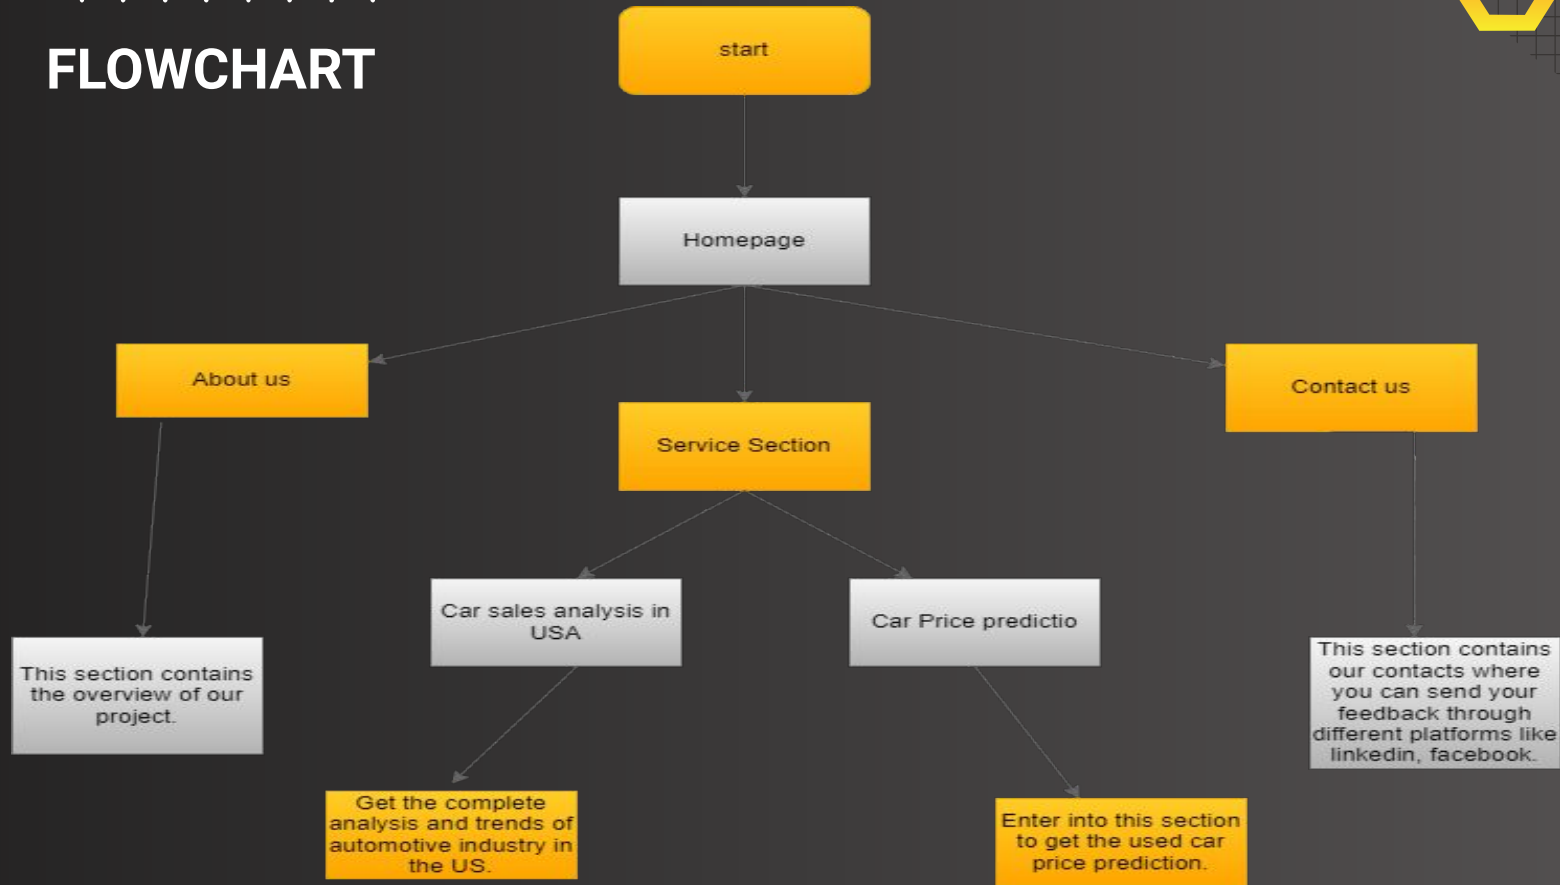 FLOWCHART
start
Homepage
About us
Service Section
Contact us
Car sales analysis in
USA
Car Price predictio
This section contains
the overview of our
project.
This section contains
our contacts where
you can send your
feedback through
different platforms like
linkedin, facebook.
Get the complete
analysis and trends of
automotive industry in
the US.
Enter into this section
to get the used car
price prediction.